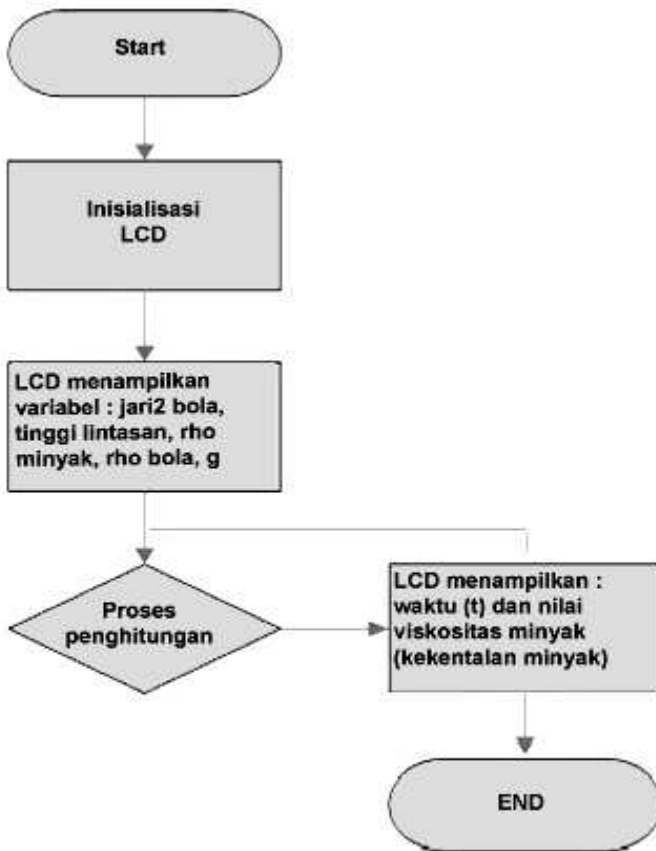 Start
Inisialisasi
LCD
LCD menampilkan
variabel : jari2 bola,
tinggi lintasan, rho
minyak, rho bola, g
Proses
penghitungan
LCD menampilkan :
waktu (t) dan nilai
viskositas minyak
(kekentalan minyak)
END